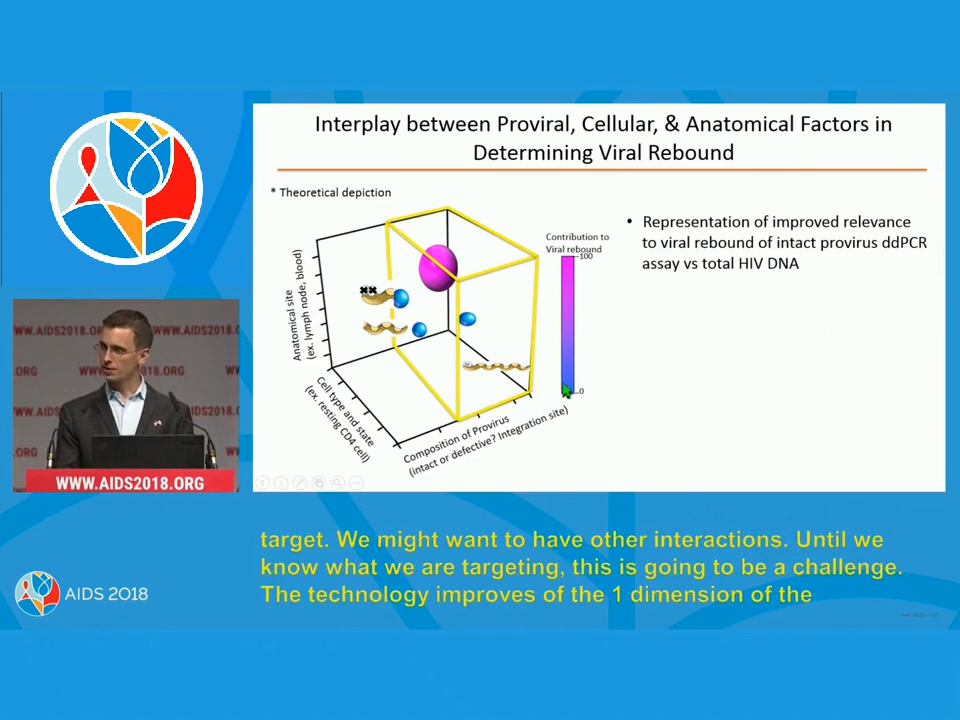 Interplay between Proviral, Cellular, & Anatomical Factors in
Determining Viral Rebound
* Theoretical depiction
Contribution to
Viral rebound
100
0
Anatomical site
(ex. lymph node, blood)
Cell type and state
(ex. resting CD4 cell)
Composition of Provirus
(intact or defective? Integration site)
• Representation of improved relevance
to viral rebound of intact provirus ddPCR
assay vs total HIV DNA
WWW.AIDS2018.ORG
WWW.AIDS2018.ORG
target. We might want to have other interactions. Until we
know what we are targeting, this is going to be a challenge.
The technology improves of the 1 dimension of the
AIDS 2018